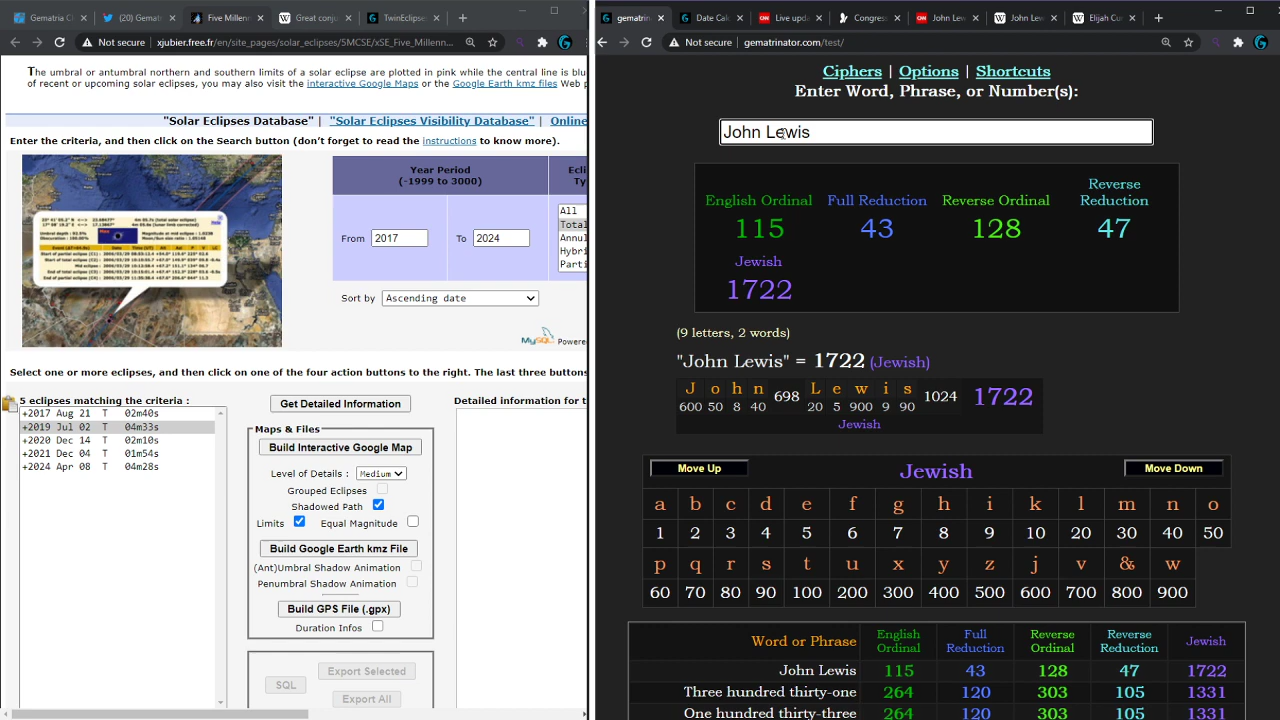 Gematria C
(20) Gemat
Five Millenn
Great conju
TwinEclipse
Not secure | xjubier.free.fr/en/site_pages/solar_eclipses/5MCSE/xSE_Five_Millenn...
The umbral or antumbral northern and southern limits of a solar eclipse are plotted in pink while the central line is blu
of recent or upcoming solar eclipses, you may also visit the interactive Google Maps or the Google Earth kmz files Web p
"Solar Eclipses Database" | "Solar Eclipses Visibility Database" | Online
Enter the criteria, and then click on the Search button (don't forget to read the instructions to know more).
Year Period
(-1999 to 3000)
Ecli
Ty
From 2017 To 2024
All
Total
Annul
Hybri
Parti
Sort by Ascending date
MySQL Powere
Select one or more eclipses, and then click on one of the four action buttons to the right. The last three buttons
5 eclipses matching the criteria :
+2017 Aug 21 T 02m40s
+2019 Jul 02 T 04m33s
+2020 Dec 14 T 02m10s
+2021 Dec 04 T 01m54s
+2024 Apr 08 T 04m28s
Get Detailed Information
Detailed information for t
Maps & Files
Build Interactive Google Map
Level of Details : Medium
Grouped Eclipses
Shadowed Path
Limits Equal Magnitude
Build Google Earth kmz File
(Ant)Umbral Shadow Animation
Penumbral Shadow Animation
Build GPS File (.gpx)
Duration Infos
SQL
Export Selected
Export All
gematrin
Date Calc
Live upda
Congress
John Lew
John Lew
Elijah Cu
Not secure | gematrinator.com/test/
Ciphers | Options | Shortcuts
Enter Word, Phrase, or Number(s):
John Lewis
English Ordinal Full Reduction Reverse Ordinal Reverse Reduction
115 43 128 47
Jewish
1722
(9 letters, 2 words)
"John Lewis" = 1722 (Jewish)
J o h n 698 L e w i s 1024 1722
600 50 8 40 20 5 900 9 90
Jewish
Move Up Jewish Move Down
a b c d e f g h i k l m n o
1 2 3 4 5 6 7 8 9 10 20 30 40 50
p q r s t u x y z j v & w
60 70 80 90 100 200 300 400 500 600 700 800 900
Word or Phrase English Ordinal Full Reduction Reverse Ordinal Reverse Reduction Jewish
John Lewis 115 43 128 47 1722
Three hundred thirty-one 264 120 303 105 1331
One hundred thirty-three 264 120 303 105 1331